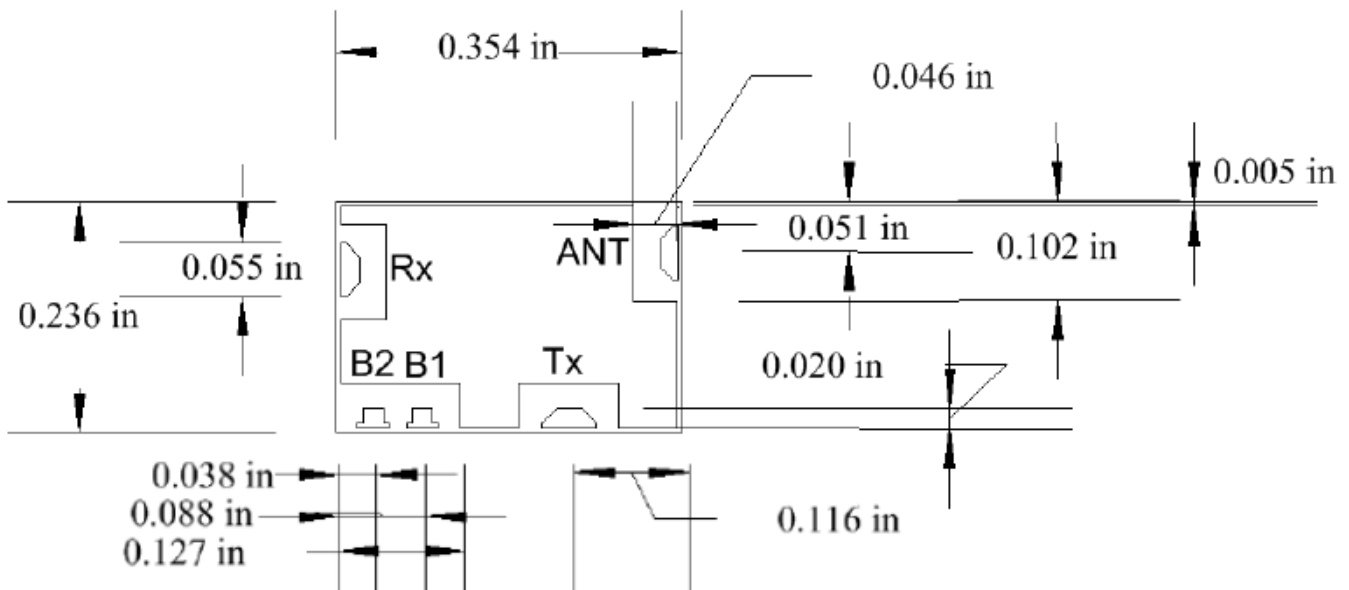 0.354 in
0.046 in
0.005 in
0.051 in
0.102 in
ANT
Rx
0.055 in
0.236 in
B2 B1
Tx
0.020 in
0.038 in
0.088 in
0.127 in
0.116 in